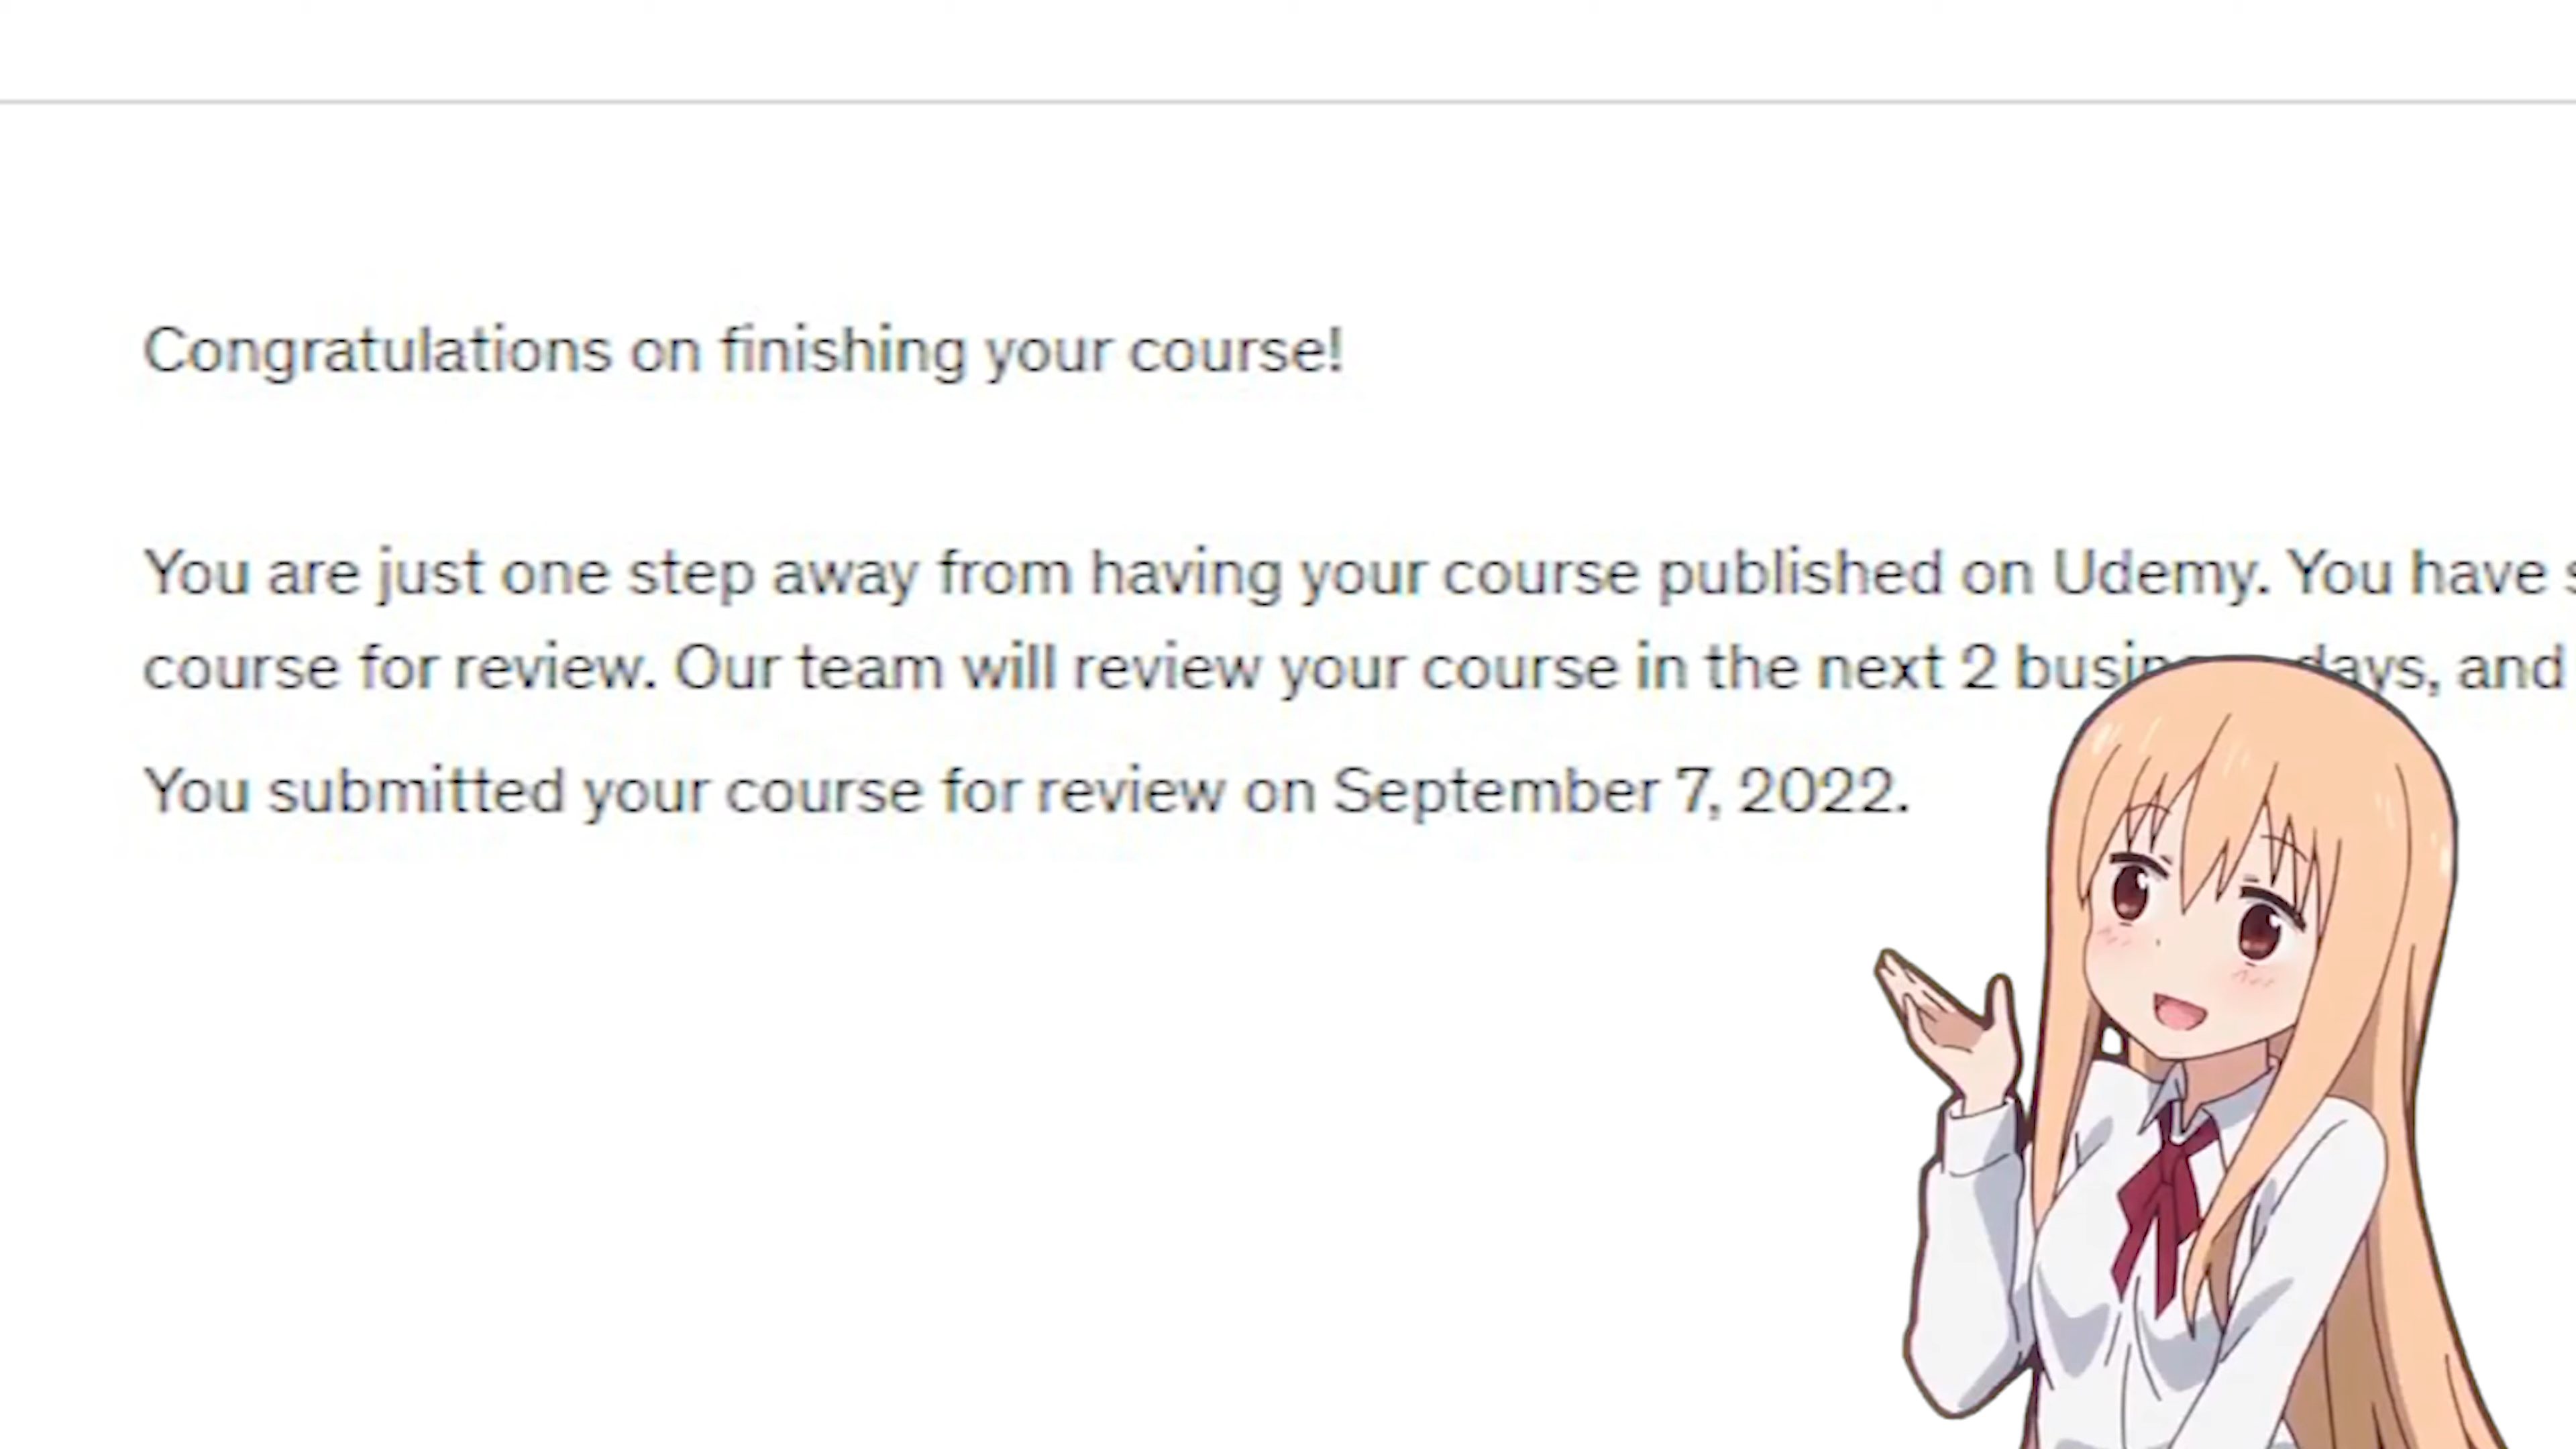 Congratulations on finishing your course!
You are just one step away from having your course published on Udemy. You have
course for review. Our team will review your course in the next 2 days, and
You submitted your course for review on September 7, 2022.